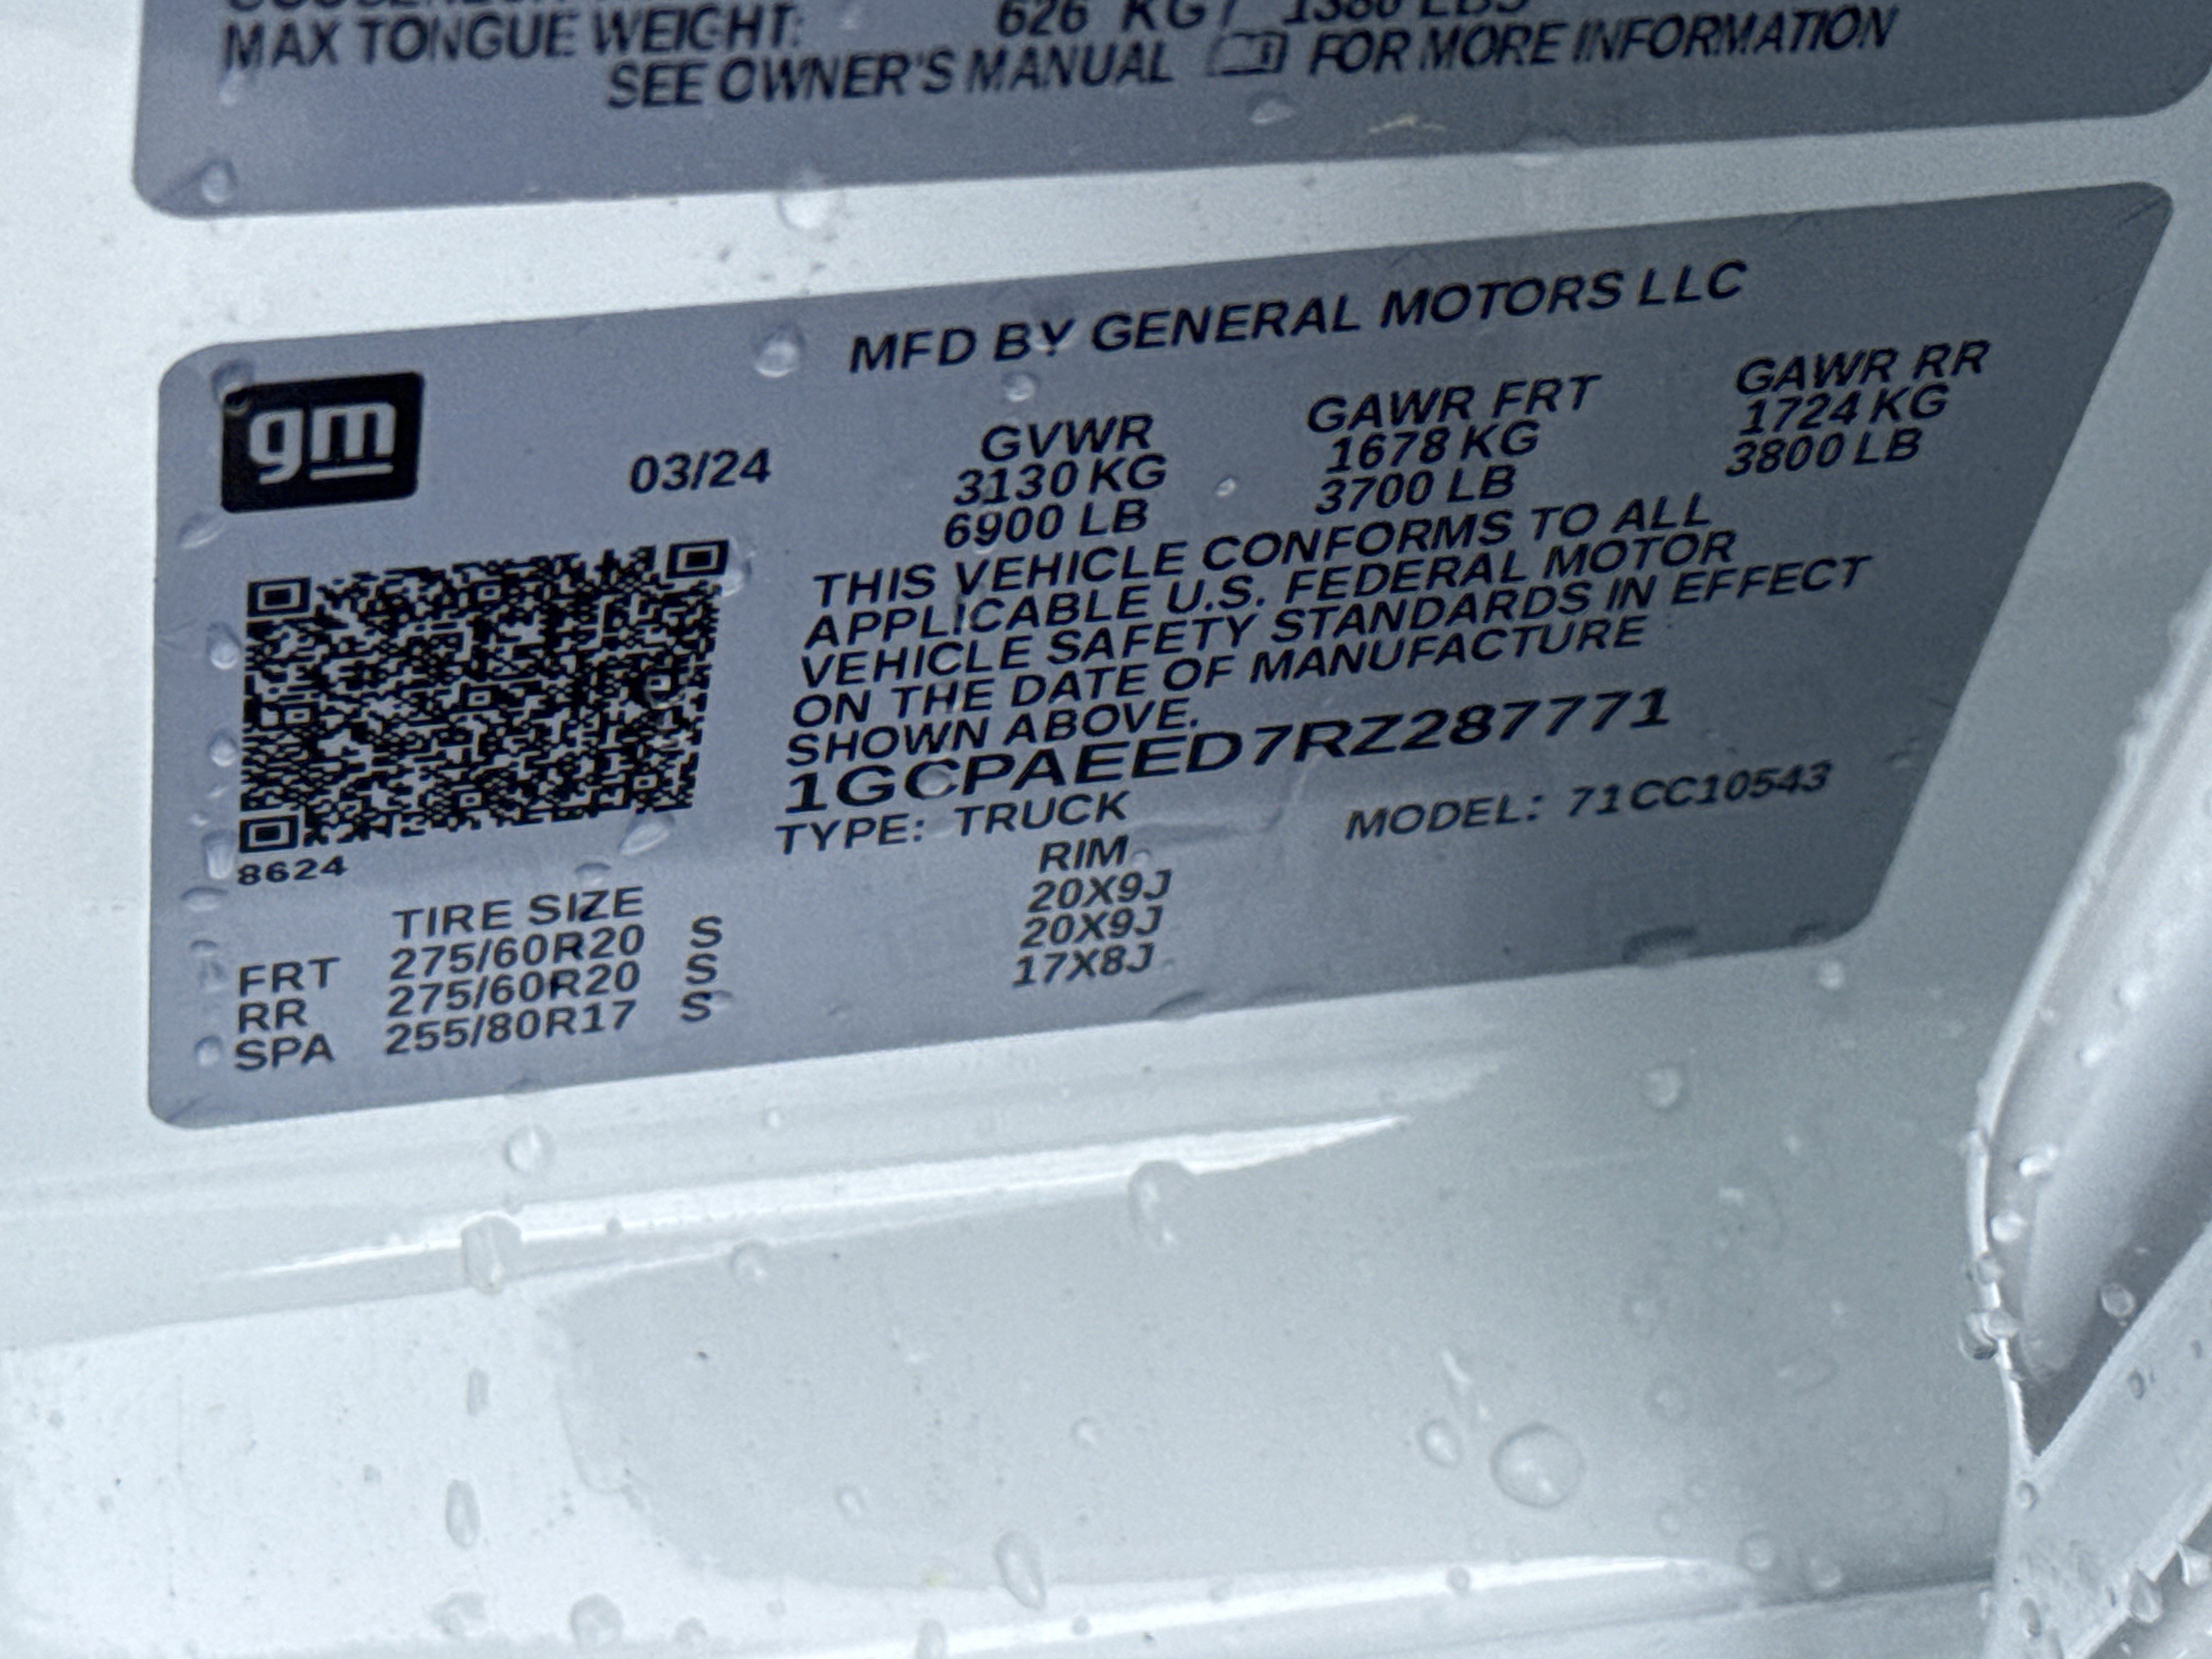 MAX TONGUE WEIGHT: 626 KG / 1380 LBS
SEE OWNER'S MANUAL FOR MORE INFORMATION
MFD BY GENERAL MOTORS LLC
gm
03/24
GVWR GAWR FRT GAWR RR
3130 KG 1678 KG 1724 KG
6900 LB 3700 LB 3800 LB
THIS VEHICLE CONFORMS TO ALL
APPLICABLE U.S. FEDERAL MOTOR
VEHICLE SAFETY STANDARDS IN EFFECT
ON THE DATE OF MANUFACTURE
SHOWN ABOVE.
1GCPAEED7RZ287771
TYPE: TRUCK MODEL: 71CC10543
8624
TIRE SIZE RIM
FRT 275/60R20 S 20X9J
RR 275/60R20 S 20X9J
SPA 255/80R17 S 17X8J